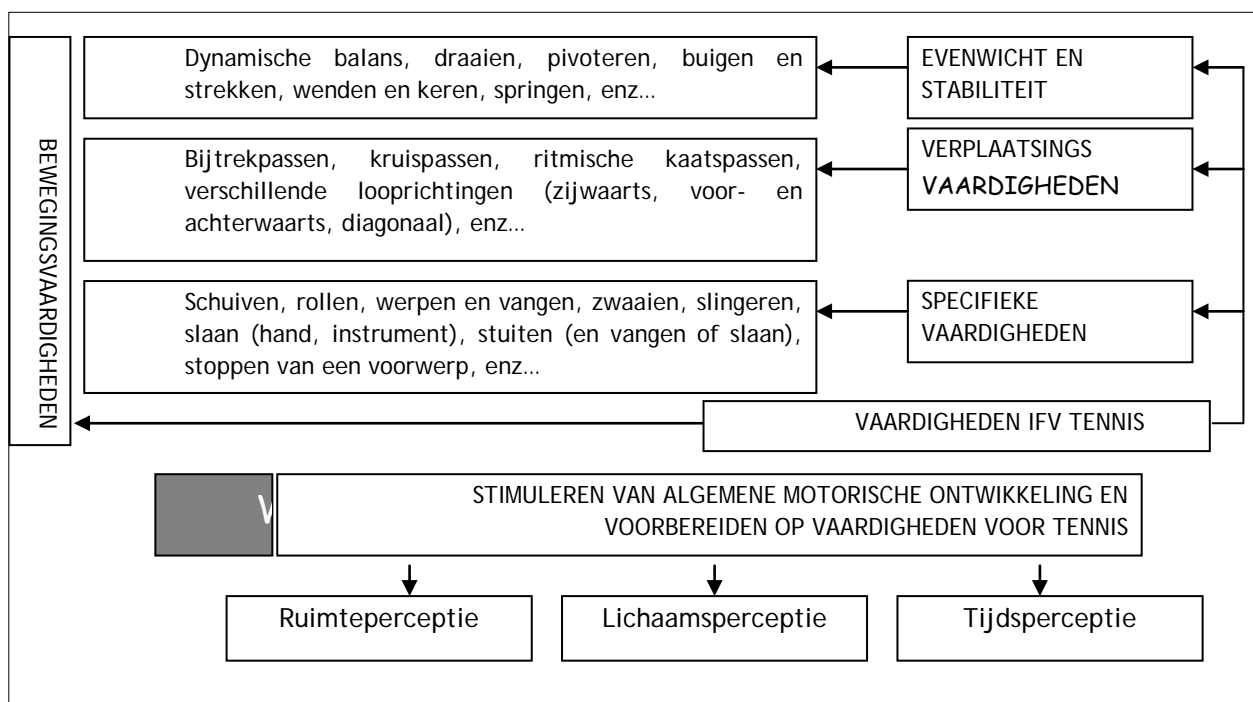 BEWEGINGSVAARDIGHEDEN
Dynamische balans, draaien, pivoteren, buigen en
strekken, wenden en keren, springen, enz...
EVENWICHT EN
STABILITEIT
Bijtrekpassen, kruispassen, ritmische kaatspassen,
verschillende looprichtingen (zijwaarts, voor- en
achterwaarts, diagonaal), enz...
VERPLAATSINGS
VAARDIGHEDEN
Schuiven, rollen, werpen en vangen, zwaaien, slingeren,
slaan (hand, instrument), stuiten (en vangen of slaan),
stoppen van een voorwerp, enz...
SPECIFIEKE
VAARDIGHEDEN
VAARDIGHEDEN IFV TENNIS
STIMULEREN VAN ALGEMENE MOTORISCHE ONTWIKKELING EN
VOORBEREIDEN OP VAARDIGHEDEN VOOR TENNIS
Ruimteperceptie
Lichaamsperceptie
Tijdsperceptie